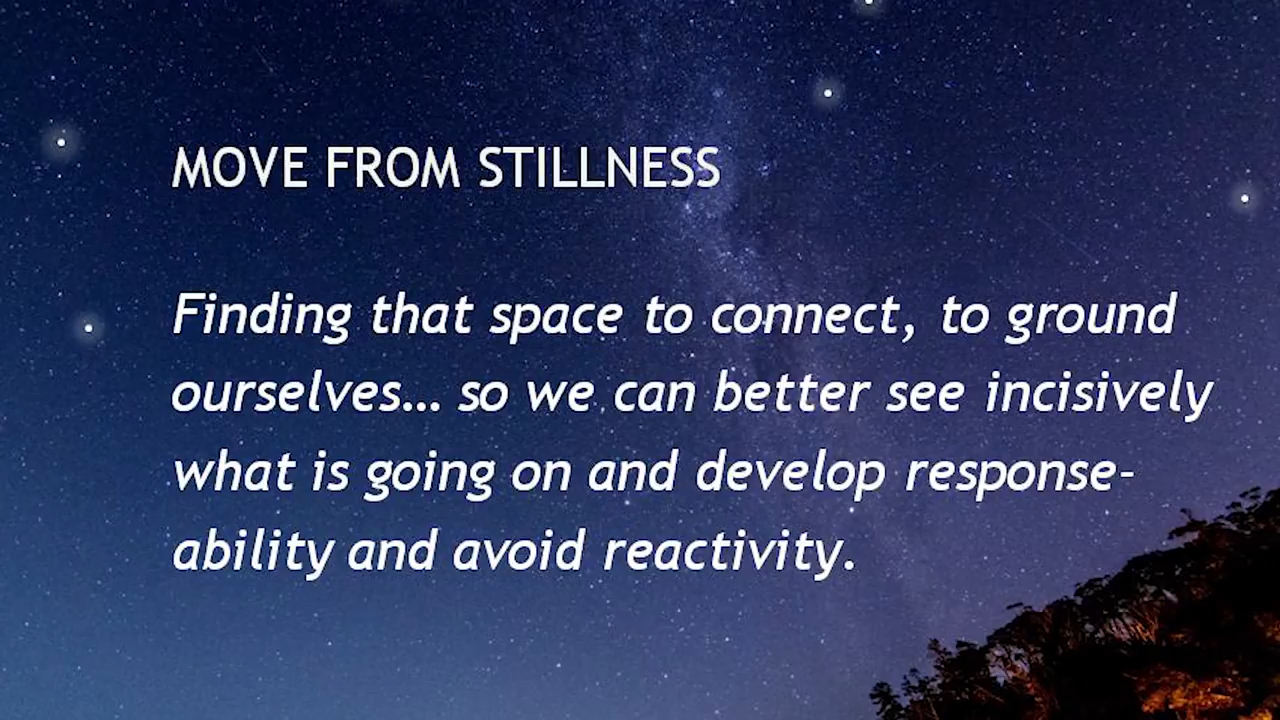 MOVE FROM STILLNESS
Finding that space to connect, to ground
ourselves... so we can better see incisively
what is going on and develop response-
ability and avoid reactivity.